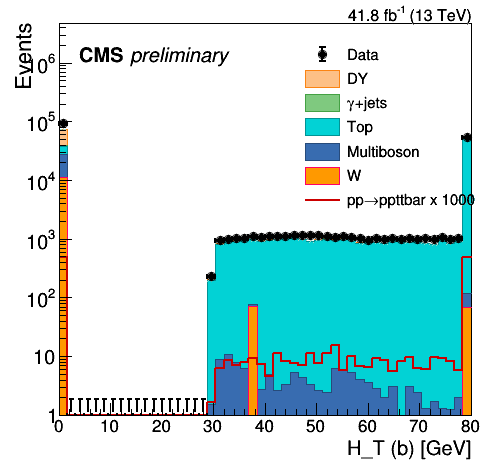 41.8 fb⁻¹ (13 TeV)
Events
CMS preliminary
Data
DY
γ+jets
Top
Multiboson
W
pp→ppttbar x 1000
10⁶
10⁵
10⁴
10³
10²
10
1
0 10 20 30 40 50 60 70 80
H_T (b) [GeV]